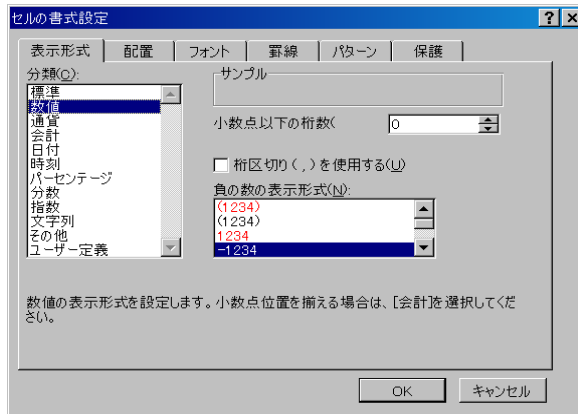 セルの書式設定
表示形式 配置 フォント 罫線 パターン 保護
分類(C):
標準
数値
通貨
会計
日付
時刻
パーセンテージ
分数
指数
文字列
その他
ユーザー定義
サンプル
小数点以下の桁数( 0
桁区切り( , )を使用する(U)
負の数の表示形式(N):
(1234)
(1234)
1234
-1234
数値の表示形式を設定します。小数点位置を揃える場合は、[会計]を選択してくだ
さい。
OK キャンセル